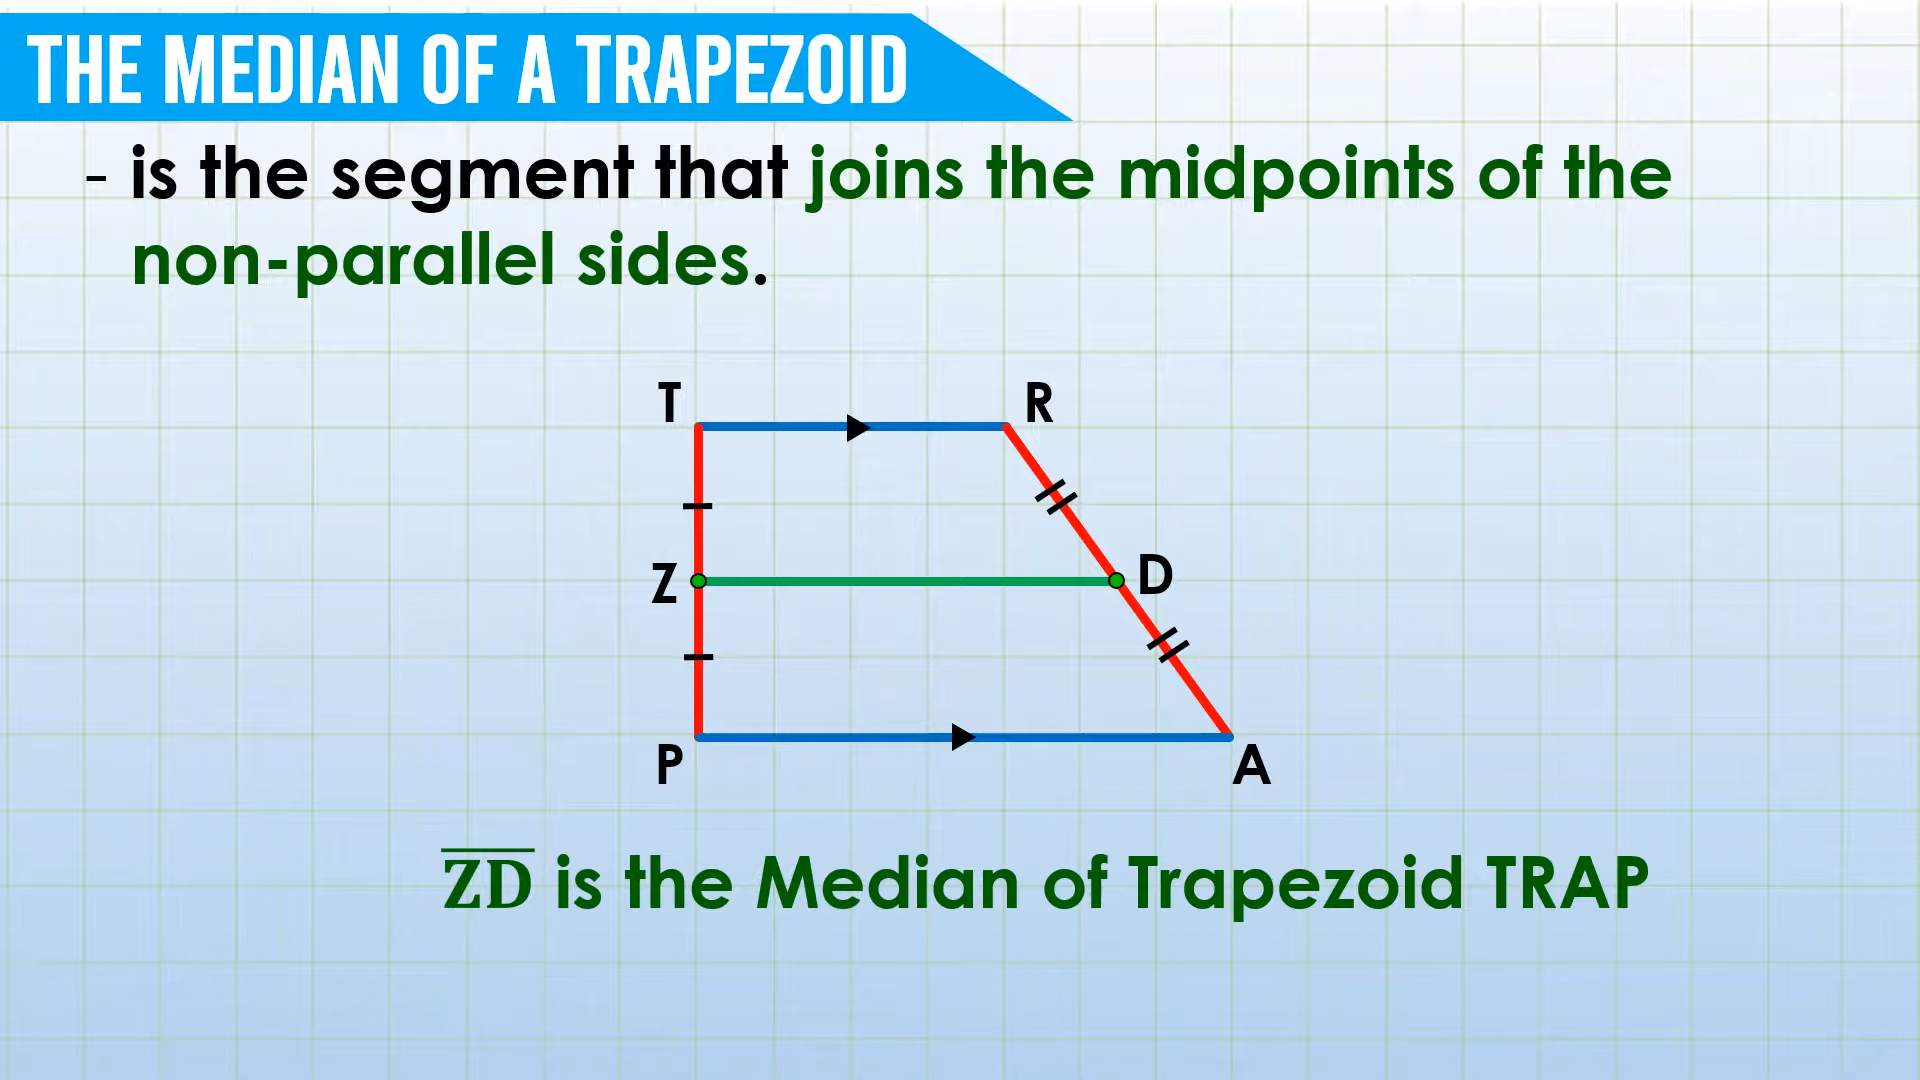 THE MEDIAN OF A TRAPEZOID
- is the segment that joins the midpoints of the
non-parallel sides.
T R
Z D
P A
Z̅D̅ is the Median of Trapezoid TRAP